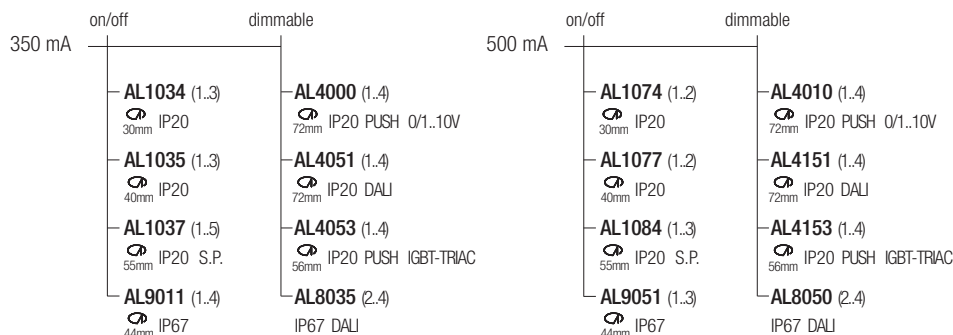 on/off dimmable
350 mA
AL1034 (1..3) AL4000 (1..4)
30mm IP20 72mm IP20 PUSH 0/1..10V
AL1035 (1..3) AL4051 (1..4)
40mm IP20 72mm IP20 DALI
AL1037 (1..5) AL4053 (1..4)
55mm IP20 S.P. 56mm IP20 PUSH IGBT-TRIAC
AL9011 (1..4) AL8035 (2..4)
44mm IP67 IP67 DALI
on/off dimmable
500 mA
AL1074 (1..2) AL4010 (1..4)
30mm IP20 72mm IP20 PUSH 0/1..10V
AL1077 (1..2) AL4151 (1..4)
40mm IP20 72mm IP20 DALI
AL1084 (1..3) AL4153 (1..4)
55mm IP20 S.P. 56mm IP20 PUSH IGBT-TRIAC
AL9051 (1..3) AL8050 (2..4)
44mm IP67 IP67 DALI